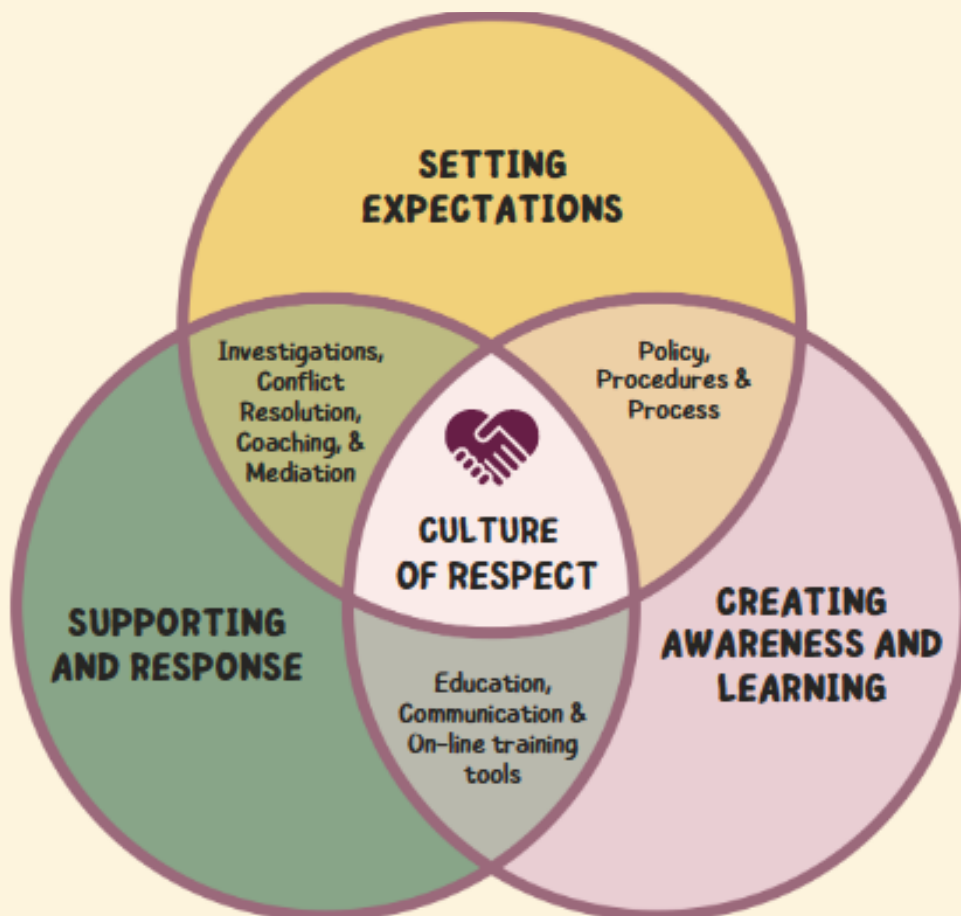 SETTING
EXPECTATIONS
Investigations,
Conflict
Resolution,
Coaching, &
Mediation
Policy,
Procedures &
Process
CULTURE
OF RESPECT
SUPPORTING
AND RESPONSE
CREATING
AWARENESS AND
LEARNING
Education,
Communication &
On-line training
tools